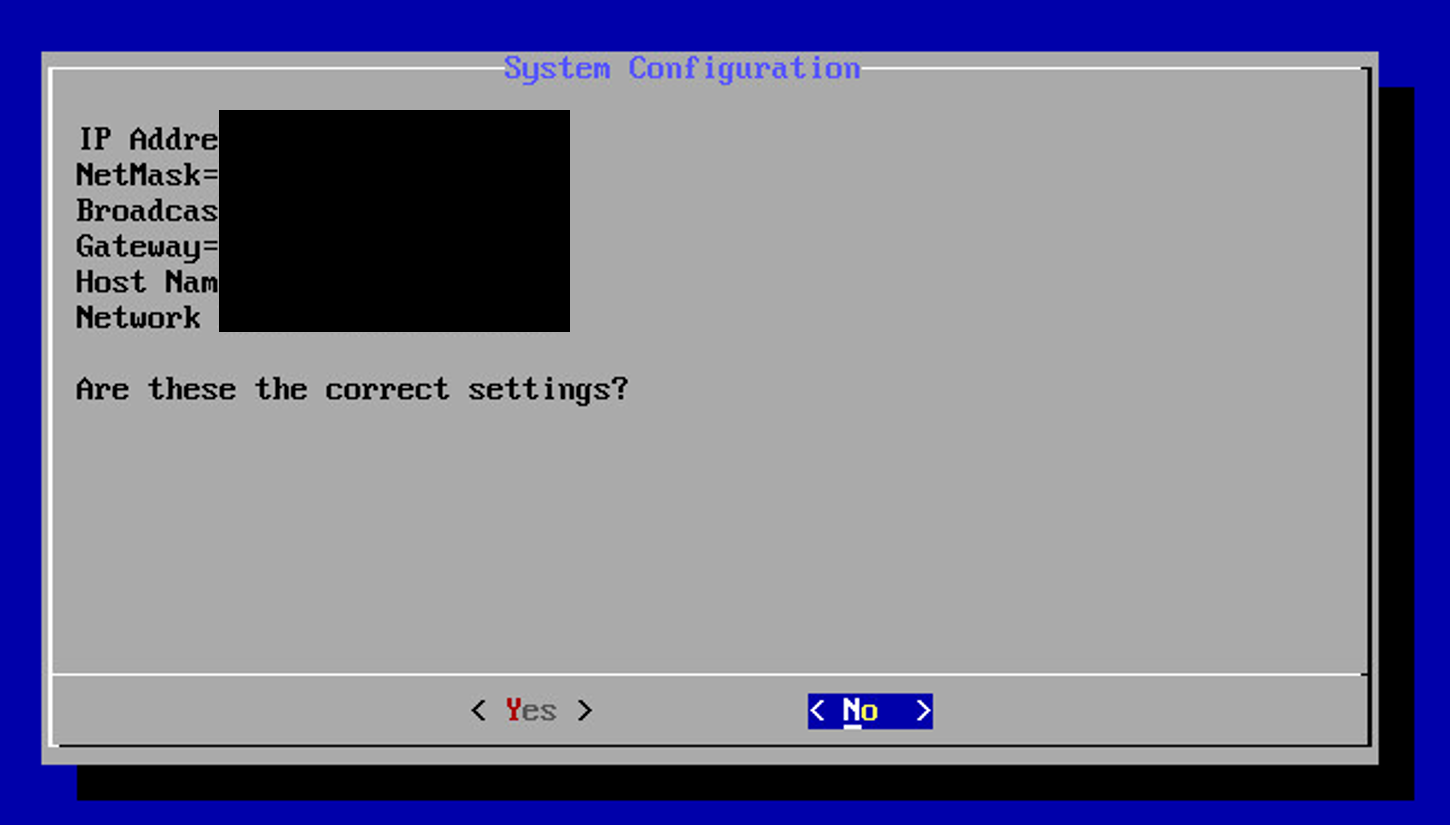 System Configuration
IP Addre
NetMask=
Broadcas
Gateway=
Host Nam
Network
Are these the correct settings?
< Yes > < No >